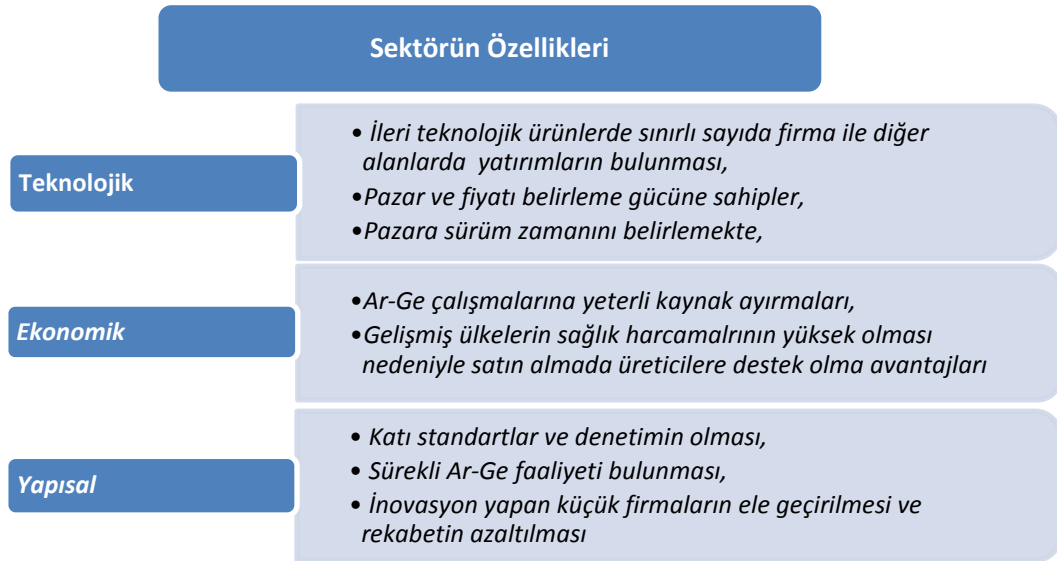 Sektörün Özellikleri
Teknolojik
• İleri teknolojik ürünlerde sınırlı sayıda firma ile diğer
alanlarda yatırımların bulunması,
•Pazar ve fiyatı belirleme gücüne sahipler,
•Pazara sürüm zamanını belirlemekte,
Ekonomik
•Ar-Ge çalışmalarına yeterli kaynak ayırmaları,
•Gelişmiş ülkelerin sağlık harcamalrının yüksek olması
nedeniyle satın almada üreticilere destek olma avantajları
Yapısal
• Katı standartlar ve denetimin olması,
• Sürekli Ar-Ge faaliyeti bulunması,
• İnovasyon yapan küçük firmaların ele geçirilmesi ve
rekabetin azaltılması